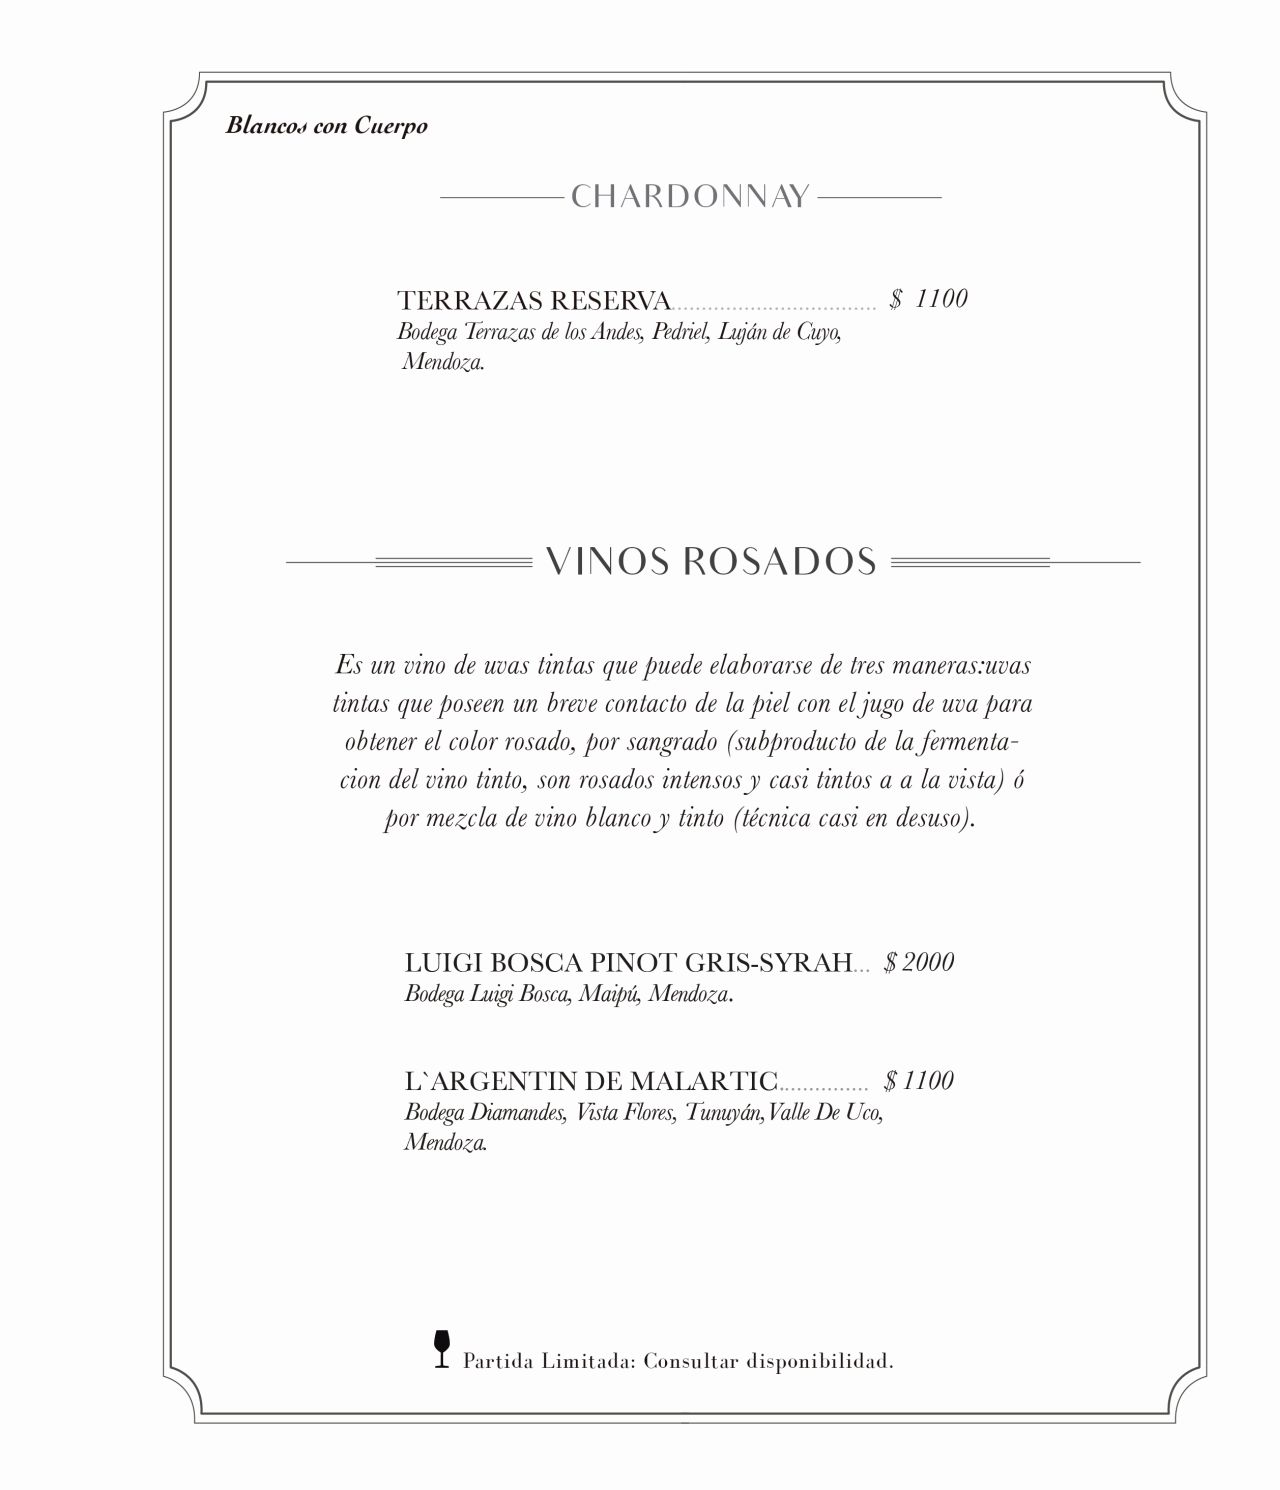 Blancos con Cuerpo
CHARDONNAY
TERRAZAS RESERVA.................................. $ 1100
Bodega Terrazas de los Andes, Pedriel, Luján de Cuyo,
Mendoza.
VINOS ROSADOS
Es un vino de uvas tintas que puede elaborarse de tres maneras:uvas
tintas que poseen un breve contacto de la piel con el jugo de uva para
obtener el color rosado, por sangrado (subproducto de la fermenta-
cion del vino tinto, son rosados intensos y casi tintos a a la vista) ó
por mezcla de vino blanco y tinto (técnica casi en desuso).
LUIGI BOSCA PINOT GRIS-SYRAH... $ 2000
Bodega Luigi Bosca, Maipú, Mendoza.
L`ARGENTIN DE MALARTIC............... $ 1100
Bodega Diamandes, Vista Flores, Tunuyán,Valle De Uco,
Mendoza.
Partida Limitada: Consultar disponibilidad.